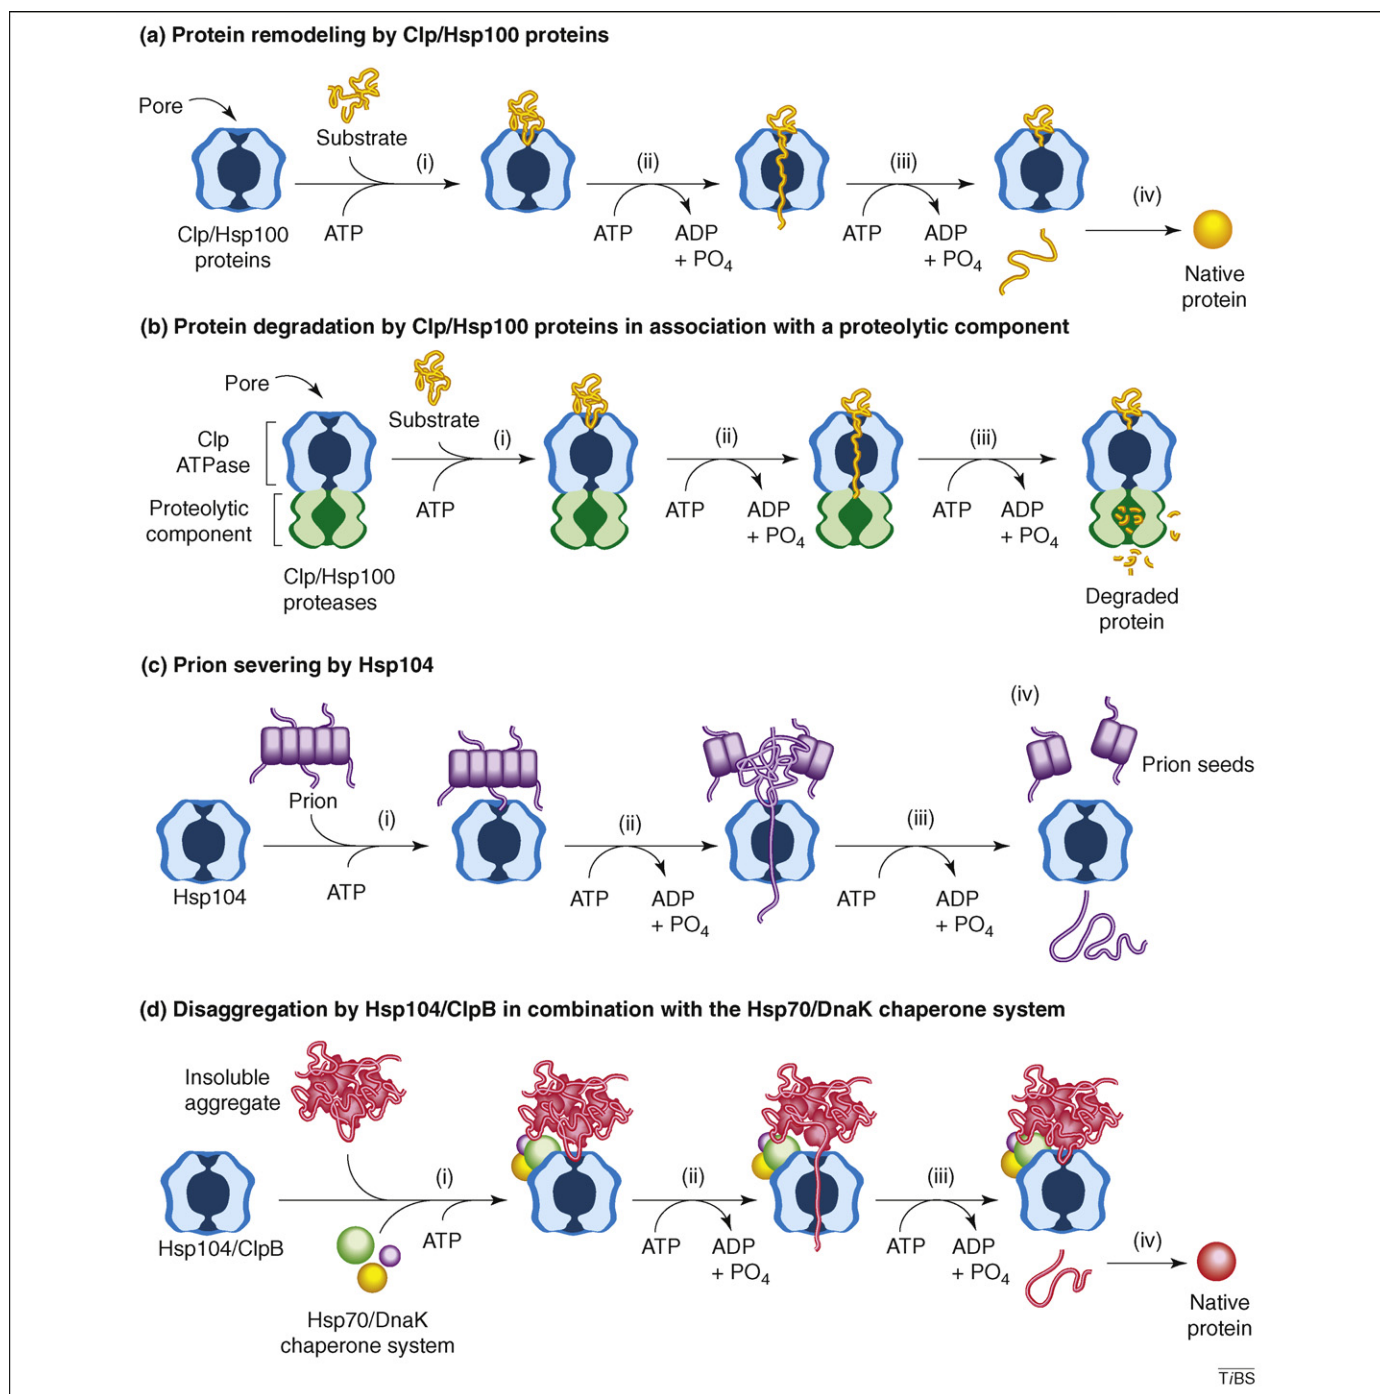 (a) Protein remodeling by Clp/Hsp100 proteins
Pore
Substrate
(i)
(ii)
(iii)
(iv)
Clp/Hsp100
proteins
ATP
ATP
ADP
+ PO4
ATP
ADP
+ PO4
Native
protein
(b) Protein degradation by Clp/Hsp100 proteins in association with a proteolytic component
Pore
Substrate
Clp
ATPase
(i)
(ii)
(iii)
Proteolytic
component
ATP
ATP
ADP
+ PO4
ATP
ADP
+ PO4
Clp/Hsp100
proteases
Degraded
protein
(c) Prion severing by Hsp104
(iv)
Prion seeds
Prion
(i)
(ii)
(iii)
Hsp104
ATP
ATP
ADP
+ PO4
ATP
ADP
+ PO4
(d) Disaggregation by Hsp104/ClpB in combination with the Hsp70/DnaK chaperone system
Insoluble
aggregate
(i)
(ii)
(iii)
Hsp104/ClpB
ATP
ATP
ADP
+ PO4
ATP
ADP
+ PO4
(iv)
Hsp70/DnaK
chaperone system
Native
protein
TiBS